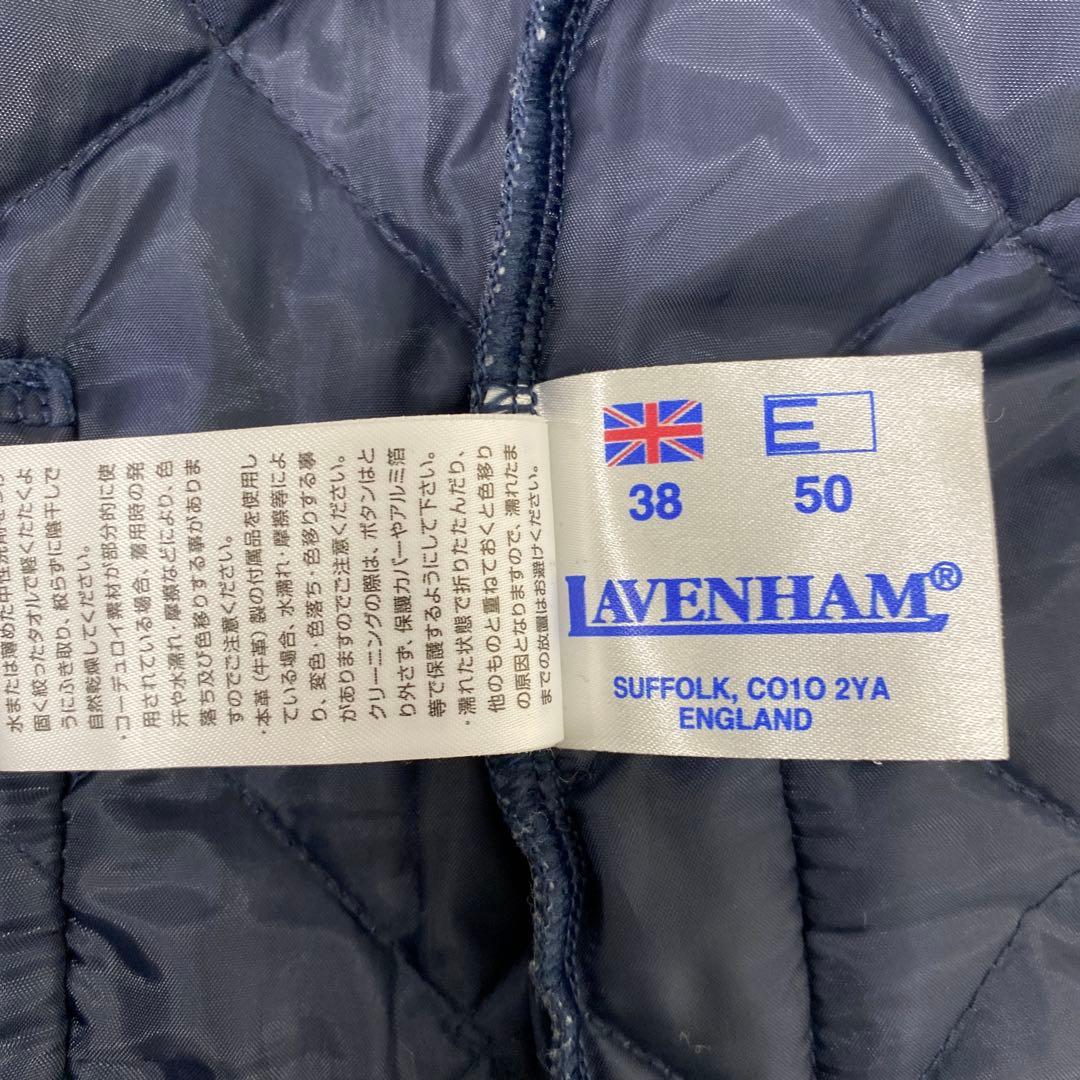 水または薄めた中性洗剤をつけ
固く絞ったタオルで軽くたたくよ
うにふき取り、絞らずに陰干しで
自然乾燥してください。
・コーデュロイ素材が部分的に使
用されている場合、着用時の発
汗や水濡れ、摩擦などにより、色
落ち及び色移りする事がありま
すのでご注意ください。
・本革(牛革)製の付属品を使用し
ている場合、水濡れ・摩擦等によ
り、変色・色落ち・色移りする事
がありますのでご注意ください。
クリーニングの際は、ボタンはと
り外さず、保護カバーやアルミ箔
等で保護するようにして下さい。
・濡れた状態で折りたたんだり、
他のものと重ねておくと色移り
の原因となりますので、濡れたま
までの放置はお避けください。
E
38 50
LAVENHAM®
SUFFOLK, CO1O 2YA
ENGLAND